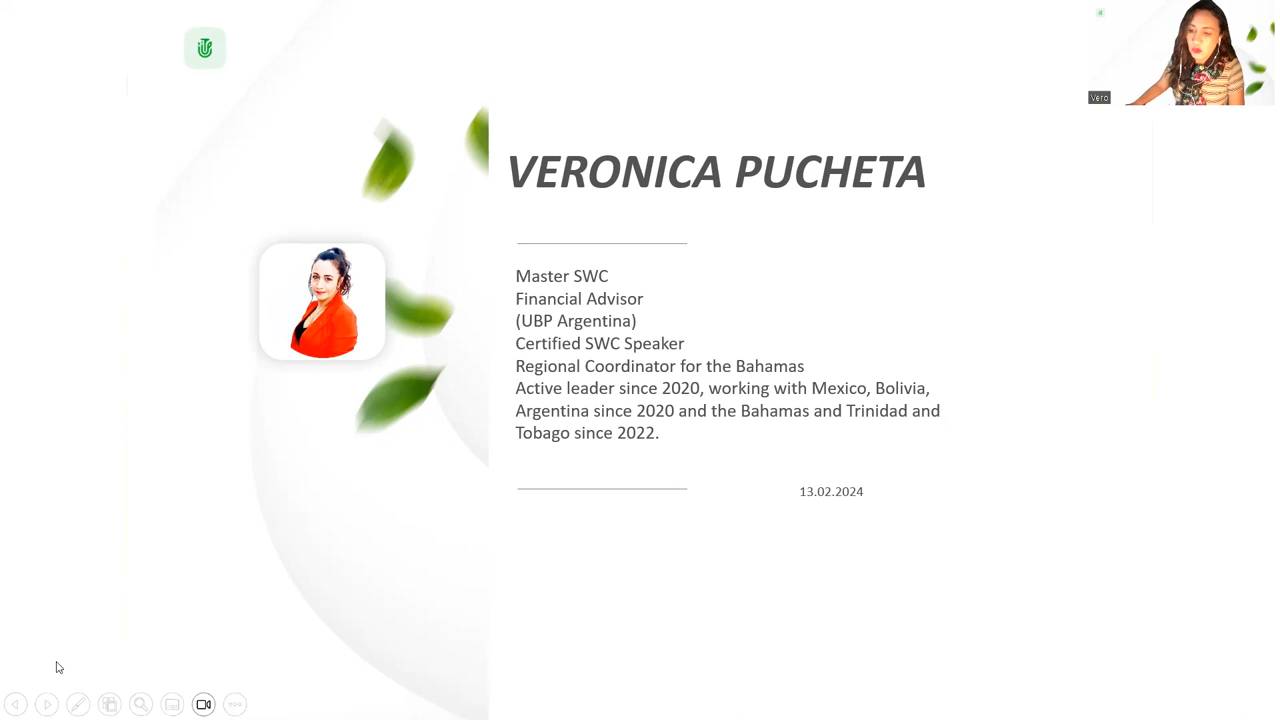 Vero
VERONICA PUCHETA
Master SWC
Financial Advisor
(UBP Argentina)
Certified SWC Speaker
Regional Coordinator for the Bahamas
Active leader since 2020, working with Mexico, Bolivia,
Argentina since 2020 and the Bahamas and Trinidad and
Tobago since 2022.
13.02.2024